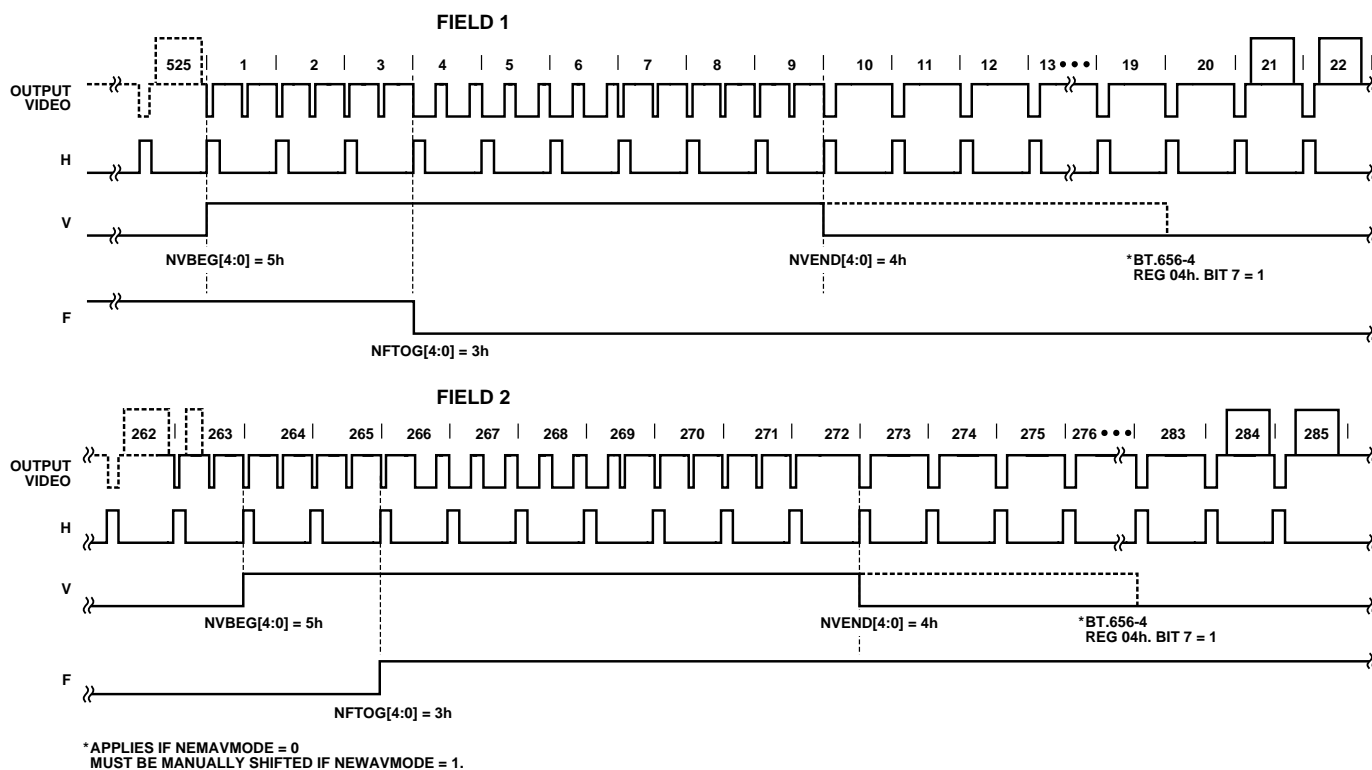 FIELD 1
525 1 2 3 4 5 6 7 8 9 10 11 12 13 ••• 19 20 21 22
OUTPUT
VIDEO
H
V
NVBEG[4:0] = 5h
NVEND[4:0] = 4h
*BT.656-4
REG 04h. BIT 7 = 1
F
NFTOG[4:0] = 3h
FIELD 2
262 263 264 265 266 267 268 269 270 271 272 273 274 275 276 ••• 283 284 285
OUTPUT
VIDEO
H
V
NVBEG[4:0] = 5h
NVEND[4:0] = 4h
*BT.656-4
REG 04h. BIT 7 = 1
F
NFTOG[4:0] = 3h
*APPLIES IF NEMAVMODE = 0
MUST BE MANUALLY SHIFTED IF NEWAVMODE = 1.